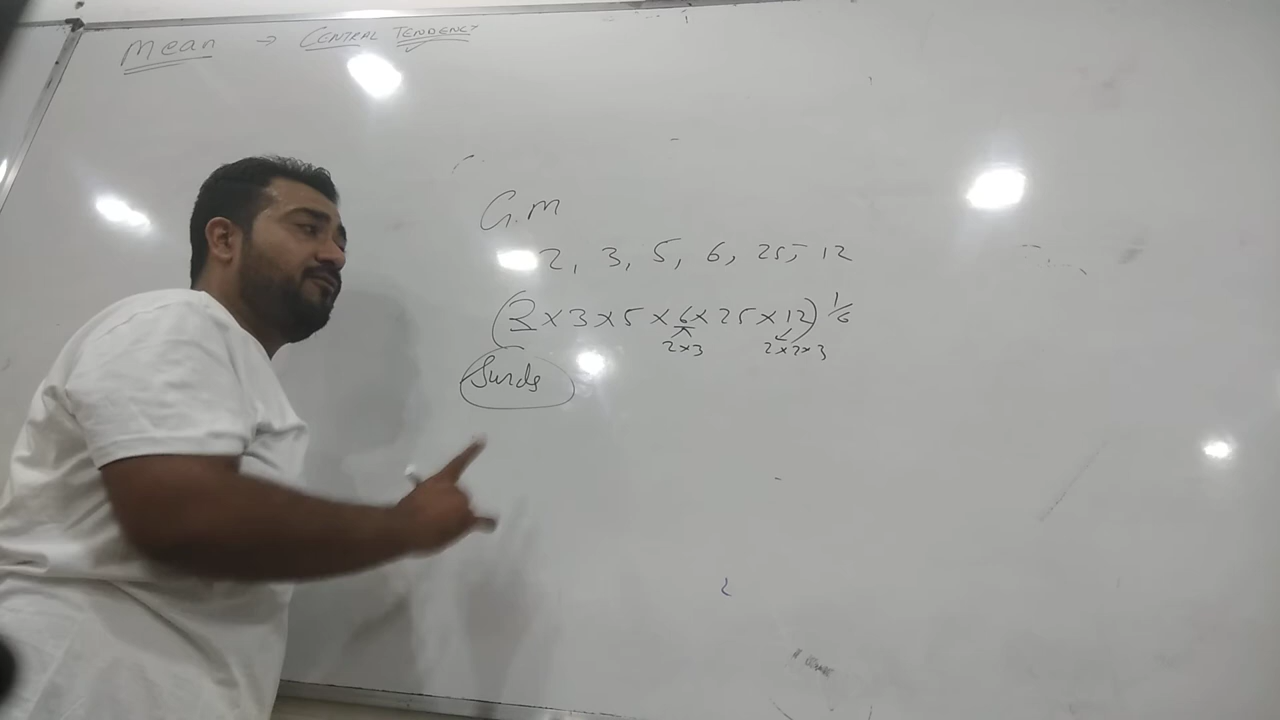 Mean → CENTRAL TENDENCY
G.M
2, 3, 5, 6, 25, 12
(2 × 3 × 5 × 6 × 25 × 12) 1/6
2×3 2×2×3
Surds